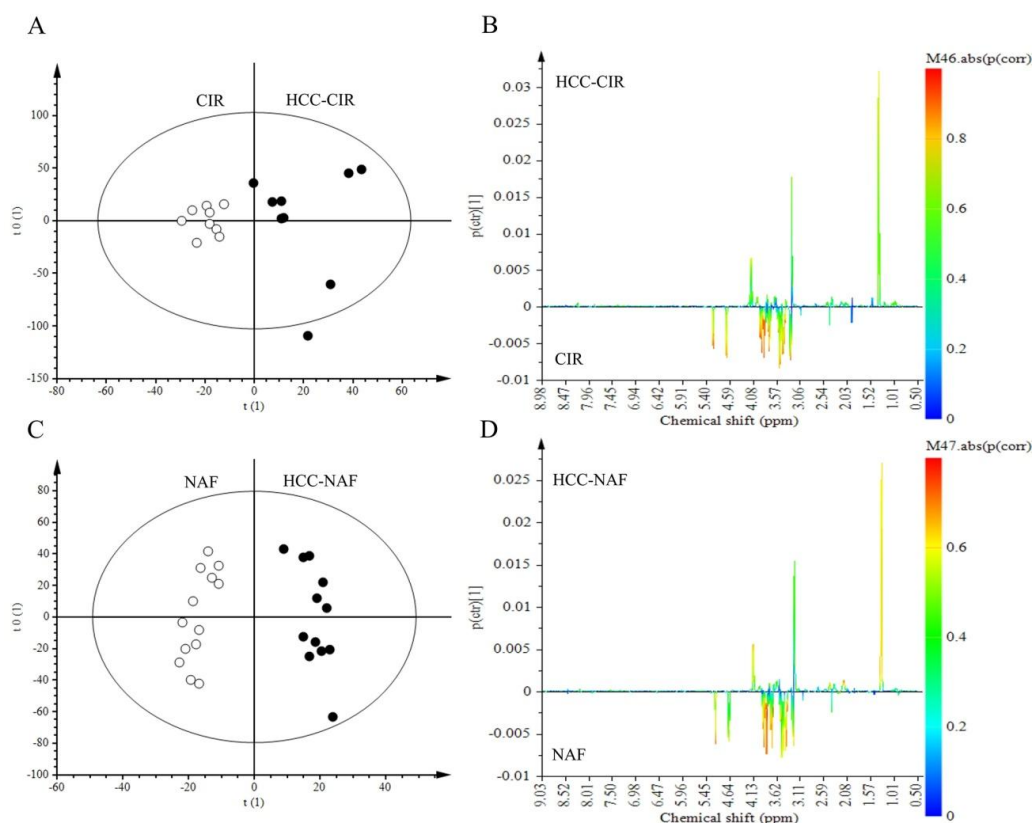 A
CIR HCC-CIR
100
50
0
-50
-100
-150
t 0 (1)
-80 -60 -40 -20 0 20 40 60
t (1)
B
M46.abs(p(corr)
HCC-CIR
0.03
0.025
0.02
0.015
0.01
0.005
0
-0.005
-0.01
p(ctr)[1]
CIR
0.8
0.6
0.4
0.2
0
8.98 8.47 7.96 7.45 6.94 6.42 5.91 5.40 4.59 4.08 3.57 3.06 2.54 2.03 1.52 1.01 0.50
Chemical shift (ppm)
C
NAF HCC-NAF
80
60
40
20
0
-20
-40
-60
-80
-100
t 0 (1)
-60 -40 -20 0 20 40 60
t (1)
D
M47.abs(p(corr)
HCC-NAF
0.025
0.02
0.015
0.01
0.005
0
-0.005
-0.01
p(ctr)[1]
NAF
0.6
0.4
0.2
0
9.03 8.52 8.01 7.50 6.98 6.47 5.96 5.45 4.64 4.13 3.62 3.11 2.59 2.08 1.57 0.50
Chemical shift (ppm)